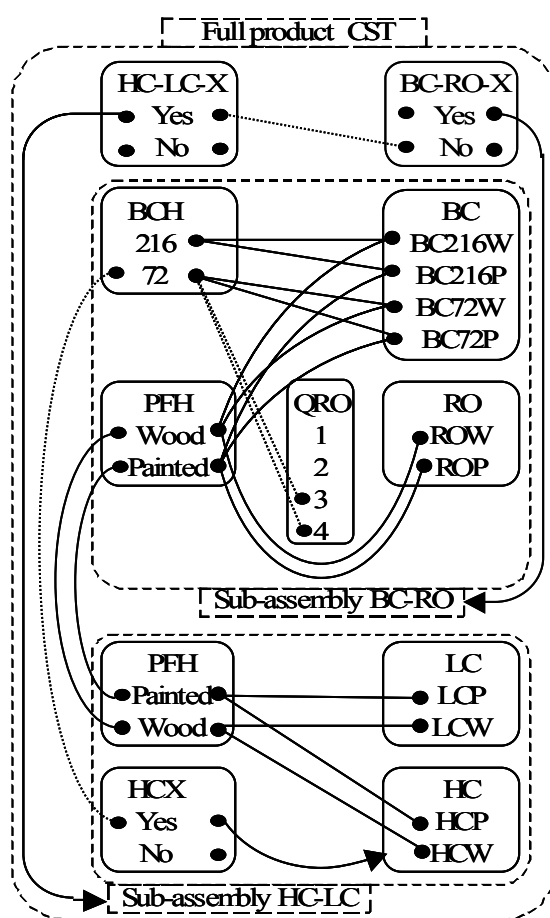 Full product CST
HC-LC-X
Yes
No
BC-RO-X
Yes
No
BCH
216
72
BC
BC216W
BC216P
BC72W
BC72P
PFH
Wood
Painted
QRO
1
2
3
4
RO
ROW
ROP
Sub-assembly BC-RO
PFH
Painted
Wood
LC
LCP
LCW
HCX
Yes
No
HC
HCP
HCW
Sub-assembly HC-LC